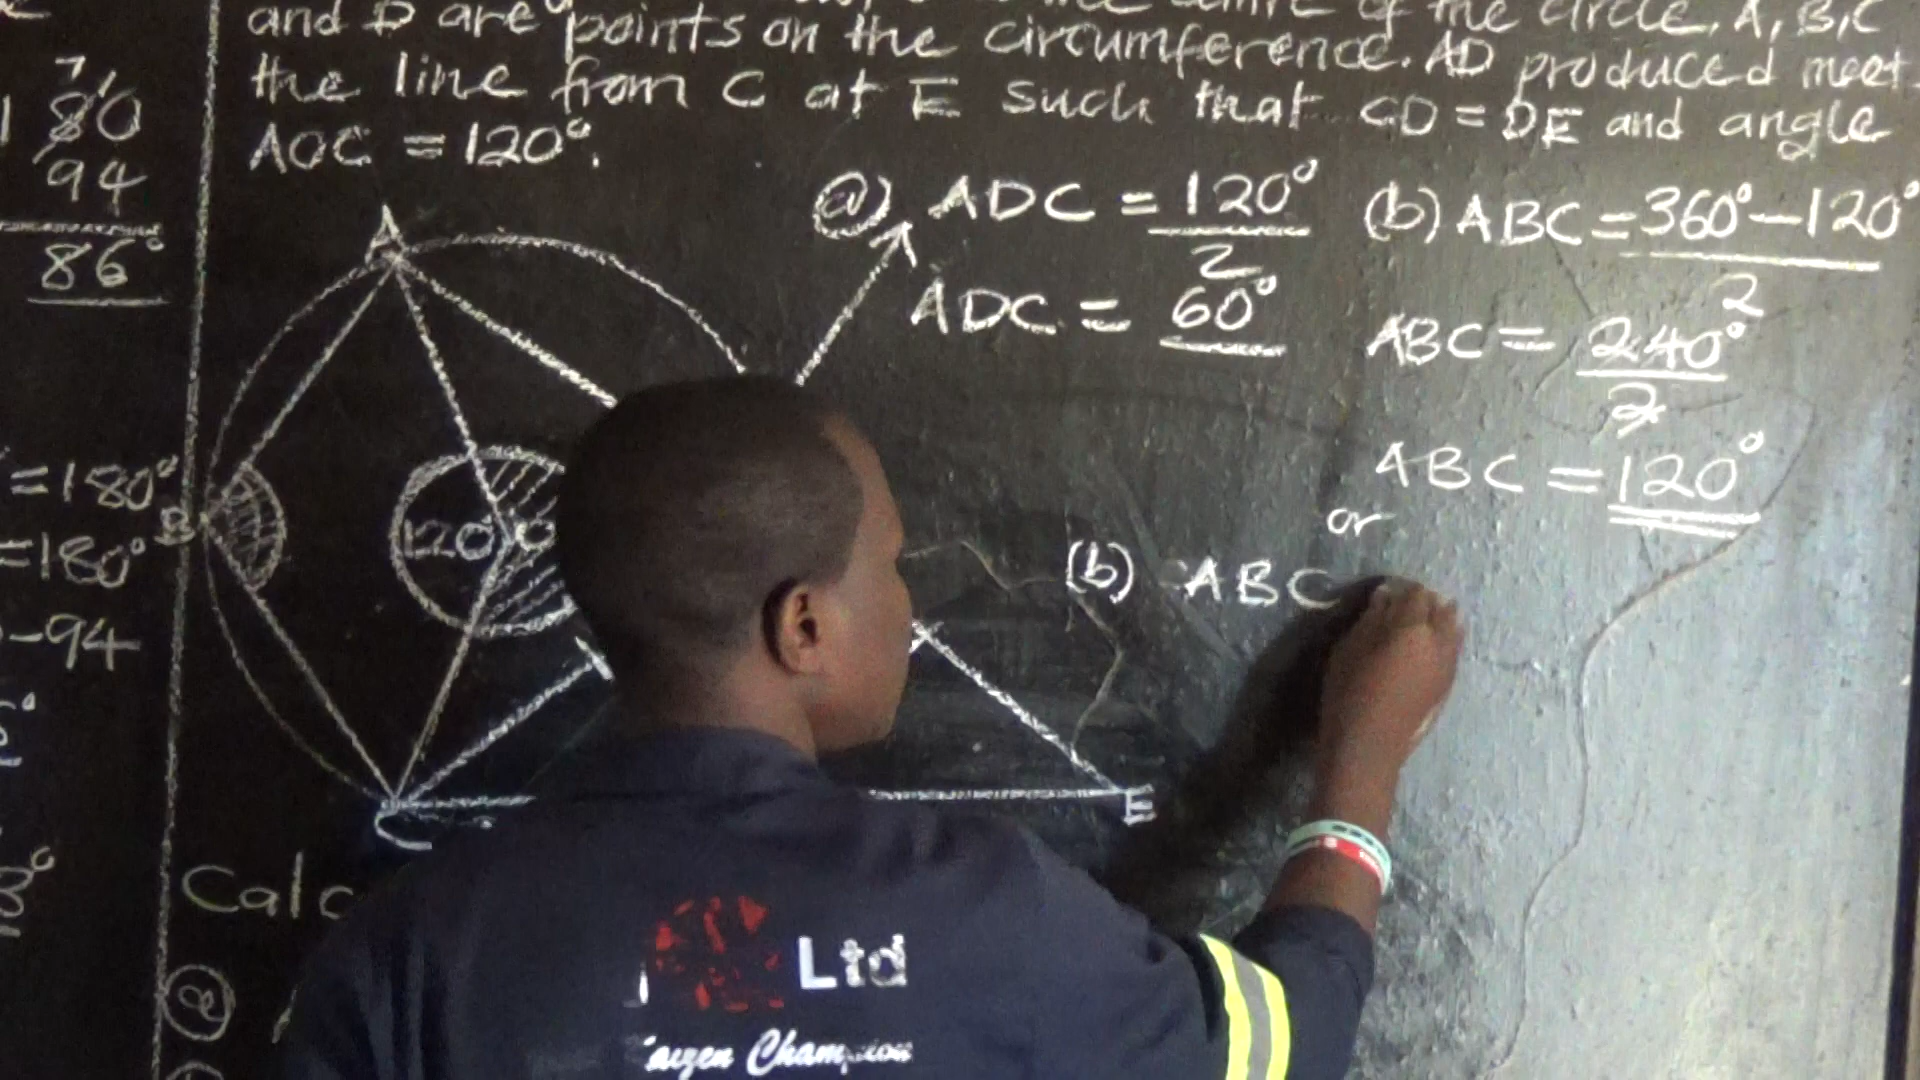 and D are points on the circumference. AD produced meet
the line from C at E such that CD = DE and angle
AOC = 120°.
180
94
86°
= 180°
= 180°
- 94
A
B
120° O
C
E
(a) ADC = 120°
2
ADC = 60°
(b) ABC = 360° - 120°
2
ABC = 240°
2
ABC = 120°
or
(b) ABC
Calc
(a)
Ltd
Champion